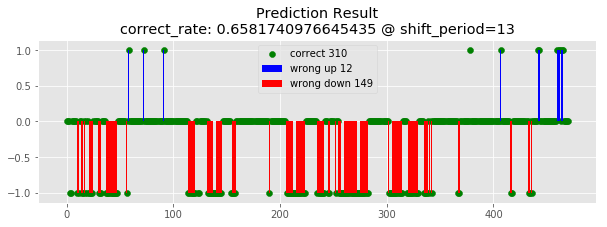 Prediction Result
correct_rate: 0.6581740976645435 @ shift_period=13
1.0
0.5
0.0
−0.5
−1.0
correct 310
wrong up 12
wrong down 149
0 100 200 300 400